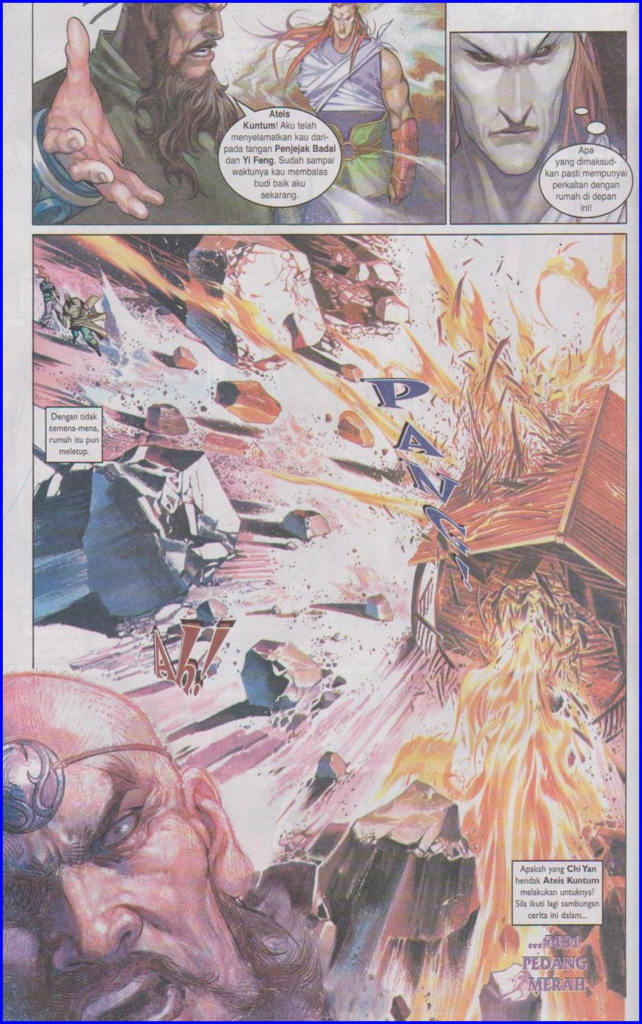 Ateis
Kuntum! Aku telah
menyelamatkan kau dari-
pada tangan Penjejak Badai
dan Yi Feng. Sudah sampai
waktunya kau membalas
budi baik aku
sekarang.
Apa
yang dimaksud-
kan pasti mempunyai
perkaitan dengan
rumah di depan
ini!
Dengan tidak
semena-mena,
rumah itu pun
meletup.
PANG!
Ah!!
Apakah yang Chi Yan
hendak Ateis Kuntum
melakukan untuknya?
Sila ikuti lagi sambungan
cerita ini dalam...
...#481
PEDANG
MERAH